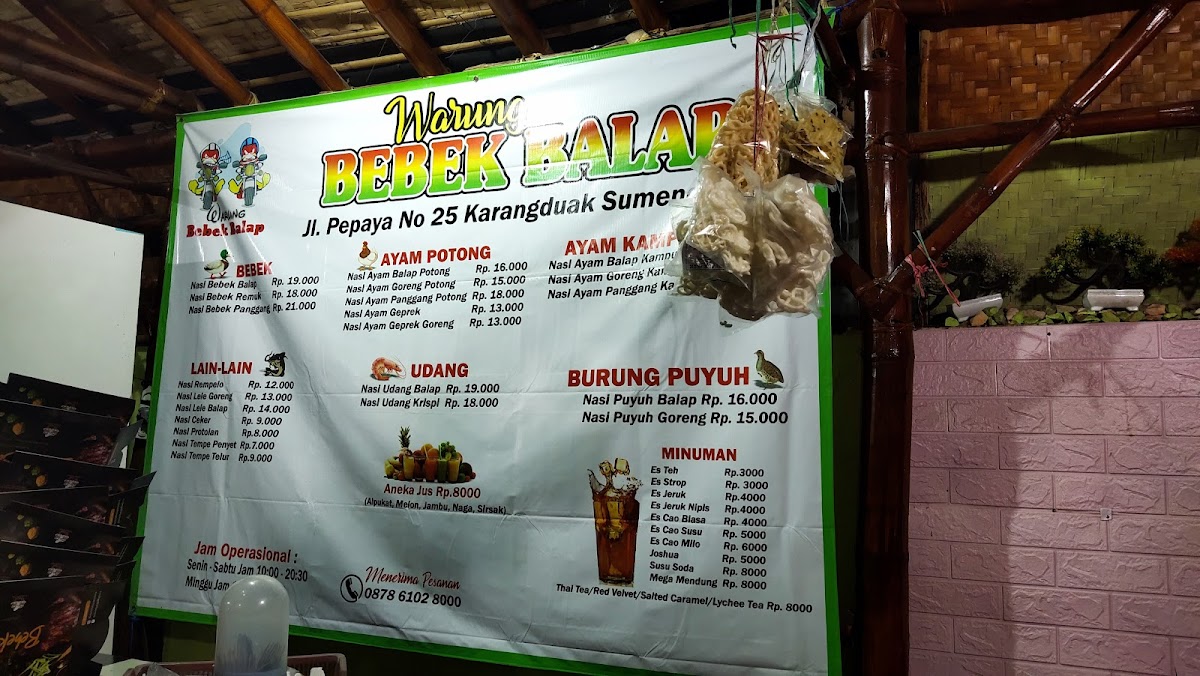 Warung
BEBEK BALAP
Jl. Pepaya No 25 Karangduak
Warung
Bebek balap
BEBEK
Nasi Bebek Balap Rp. 19.000
Nasi Bebek Remuk Rp. 18.000
Nasi Bebek Panggang Rp. 21.000
AYAM POTONG
Nasi Ayam Balap Potong Rp. 16.000
Nasi Ayam Goreng Potong Rp. 15.000
Nasi Ayam Panggang Potong Rp. 18.000
Nasi Ayam Geprek Rp. 13.000
Nasi Ayam Geprek Goreng Rp. 13.000
AYAM
Nasi Ayam Balap
Nasi Ayam Goreng
Nasi Ayam Panggang
LAIN-LAIN
Nasi Rempelo Rp. 12.000
Nasi Lele Goreng Rp. 13.000
Nasi Lele Balap Rp. 14.000
Nasi Ceker Rp. 9.000
Nasi Protolan Rp.8.000
Nasi Tempe Penyet Rp.7.000
Nasi Tempe Telur Rp.9.000
UDANG
Nasi Udang Balap Rp. 19.000
Nasi Udang Krispi Rp. 18.000
BURUNG PUYUH
Nasi Puyuh Balap Rp. 16.000
Nasi Puyuh Goreng Rp. 15.000
Aneka Jus Rp.8000
(Alpukat, Melon, Jambu, Naga, Sirsak)
MINUMAN
Es Teh Rp.3000
Es Strop Rp. 3000
Es Jeruk Rp.4000
Es Jeruk Nipis Rp.4000
Es Cao Biasa Rp. 4000
Es Cao Susu Rp. 5000
Es Cao Milo Rp. 6000
Joshua Rp. 5000
Susu Soda Rp. 8000
Mega Mendung Rp. 8000
Thai Tea/Red Velvet/Salted Caramel/Lychee Tea Rp. 8000
Jam Operasional :
Senin - Sabtu Jam 10:00 - 20:30
Minggu Jam
Menerima Pesanan
0878 6102 8000
Bebek